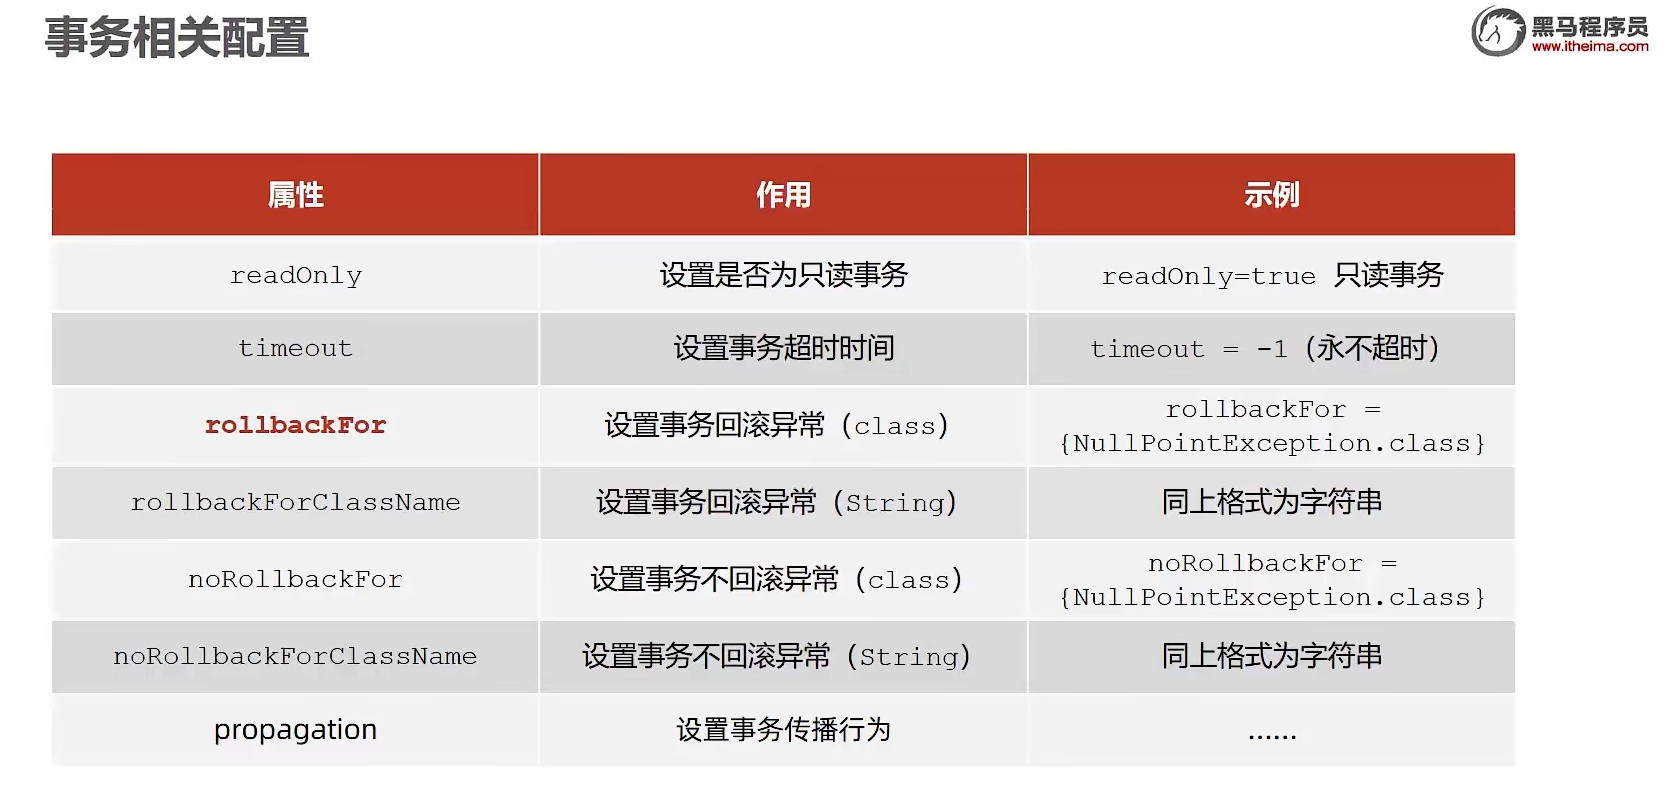 事务相关配置
黑马程序员
www.itheima.com
属性 作用 示例
readOnly 设置是否为只读事务 readOnly=true 只读事务
timeout 设置事务超时时间 timeout = -1（永不超时）
rollbackFor 设置事务回滚异常（class） rollbackFor =
{NullPointException.class}
rollbackForClassName 设置事务回滚异常（String） 同上格式为字符串
noRollbackFor 设置事务不回滚异常（class） noRollbackFor =
{NullPointException.class}
noRollbackForClassName 设置事务不回滚异常（String） 同上格式为字符串
propagation 设置事务传播行为 ……